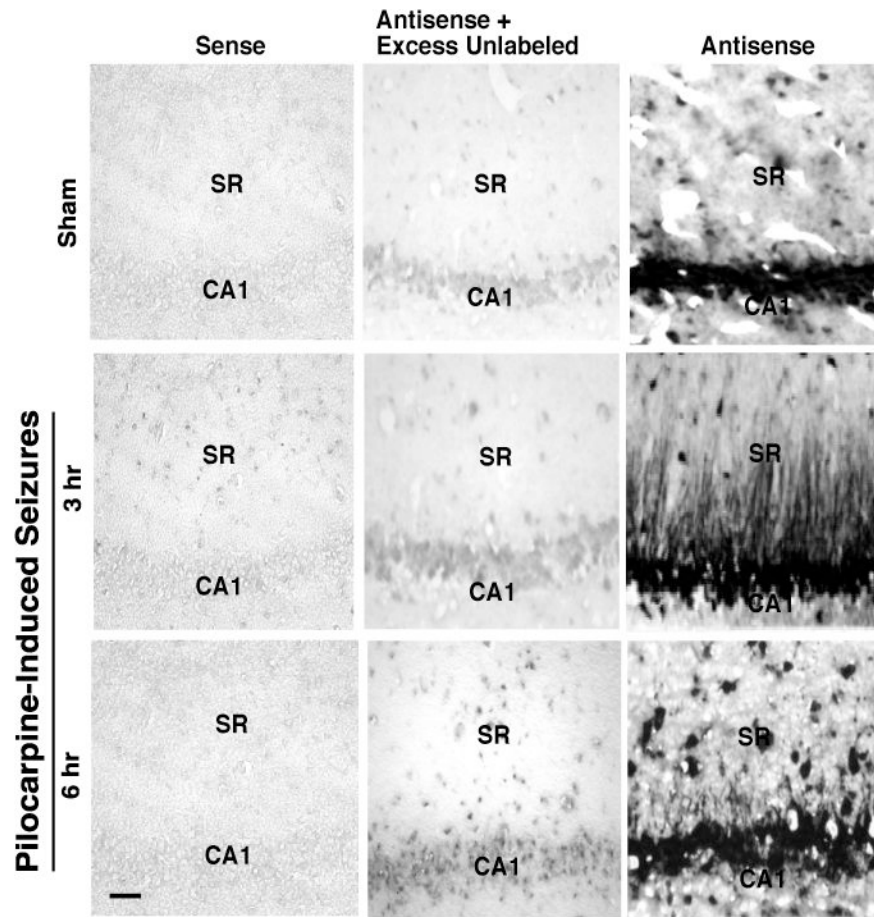 Sense
Antisense +
Excess Unlabeled
Antisense
Sham
SR
CA1
SR
CA1
SR
CA1
Pilocarpine-Induced Seizures
3 hr
SR
CA1
SR
CA1
SR
CA1
6 hr
SR
CA1
SR
CA1
SR
CA1